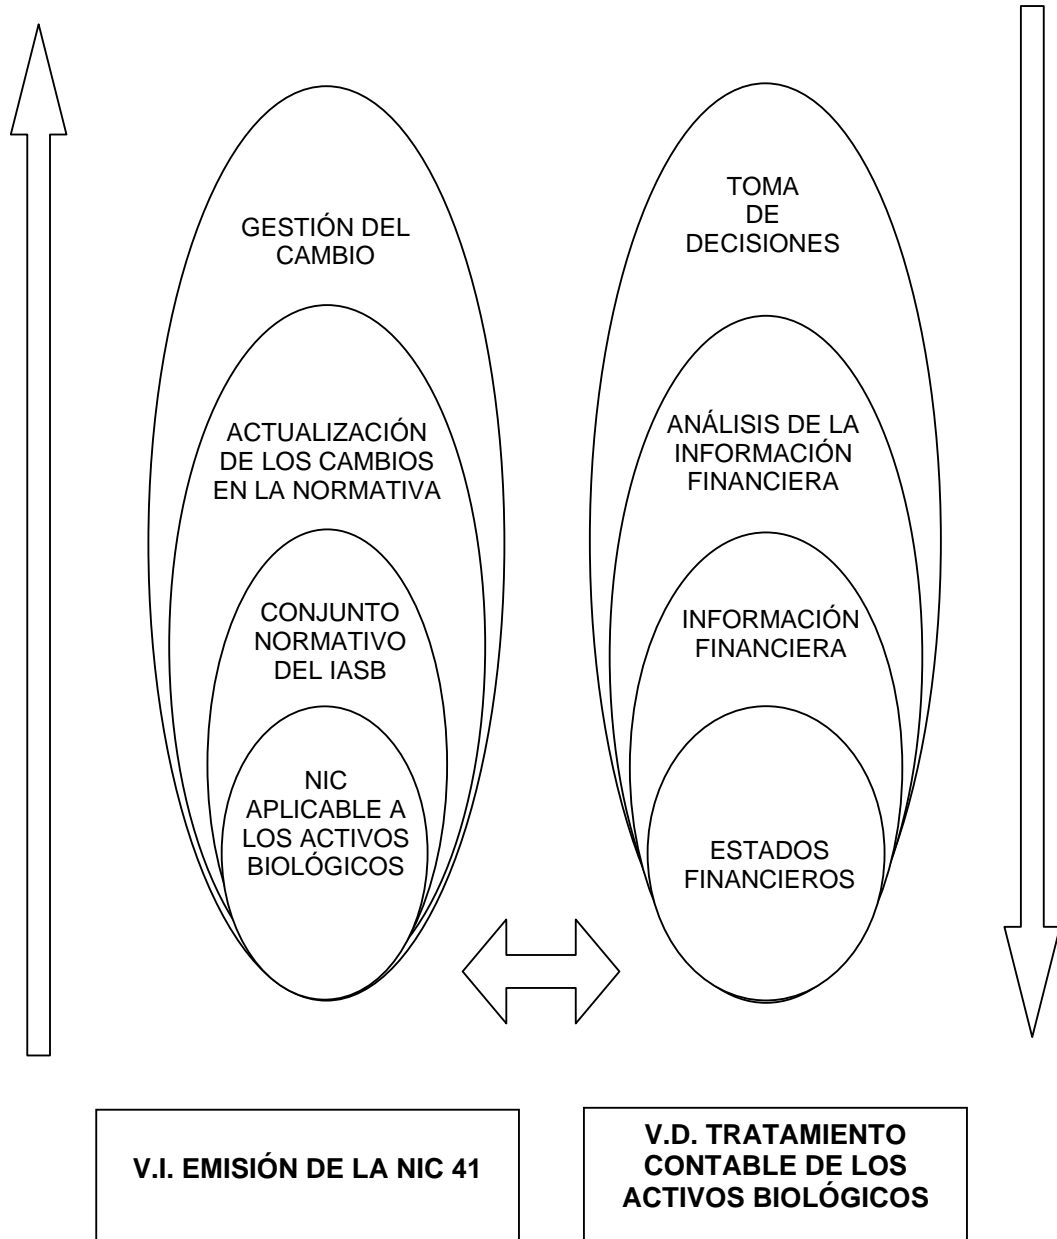 GESTIÓN DEL
CAMBIO
ACTUALIZACIÓN
DE LOS CAMBIOS
EN LA NORMATIVA
CONJUNTO
NORMATIVO
DEL IASB
NIC
APLICABLE A
LOS ACTIVOS
BIOLÓGICOS
TOMA
DE
DECISIONES
ANÁLISIS DE LA
INFORMACIÓN
FINANCIERA
INFORMACIÓN
FINANCIERA
ESTADOS
FINANCIEROS
V.I. EMISIÓN DE LA NIC 41
V.D. TRATAMIENTO
CONTABLE DE LOS
ACTIVOS BIOLÓGICOS